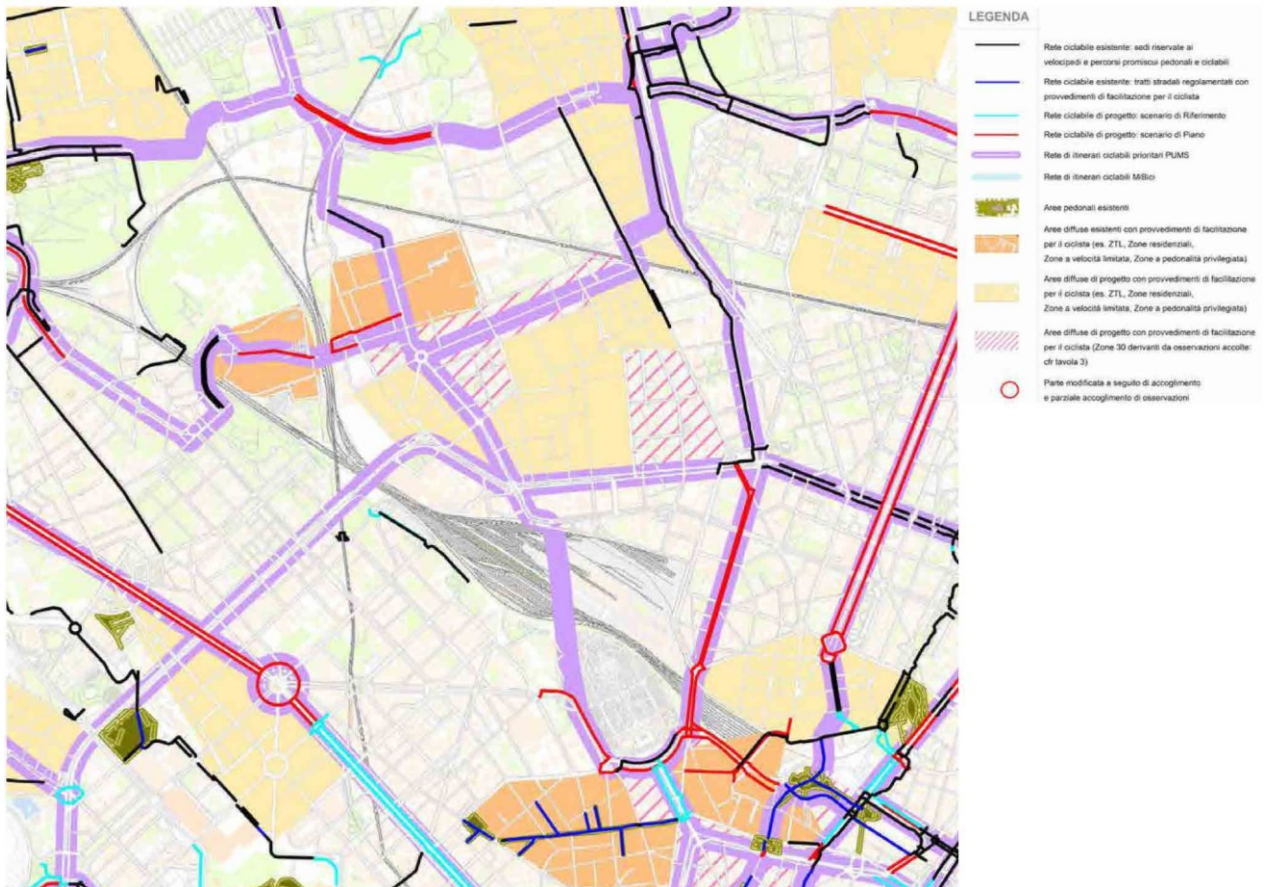 LEGENDA
Rete ciclabile esistente: sedi riservate ai
velocipedi e percorsi promiscui pedonali e ciclabili
Rete ciclabile esistente: tratti stradali regolamentati con
provvedimenti di facilitazione per il ciclista
Rete ciclabile di progetto: scenario di Riferimento
Rete ciclabile di progetto: scenario di Piano
Rete di itinerari ciclabili prioritari PUMS
Rete di itinerari ciclabili MiBici
Aree pedonali esistenti
Aree diffuse esistenti con provvedimenti di facilitazione
per il ciclista (es. ZTL, Zone residenziali,
Zone a velocità limitata, Zone a pedonalità privilegiata)
Aree diffuse di progetto con provvedimenti di facilitazione
per il ciclista (es. ZTL, Zone residenziali,
Zone a velocità limitata, Zone a pedonalità privilegiata)
Aree diffuse di progetto con provvedimenti di facilitazione
per il ciclista (Zone 30 derivanti da osservazioni accolte:
cfr tavola 3)
Parte modificata a seguito di accoglimento
e parziale accoglimento di osservazioni